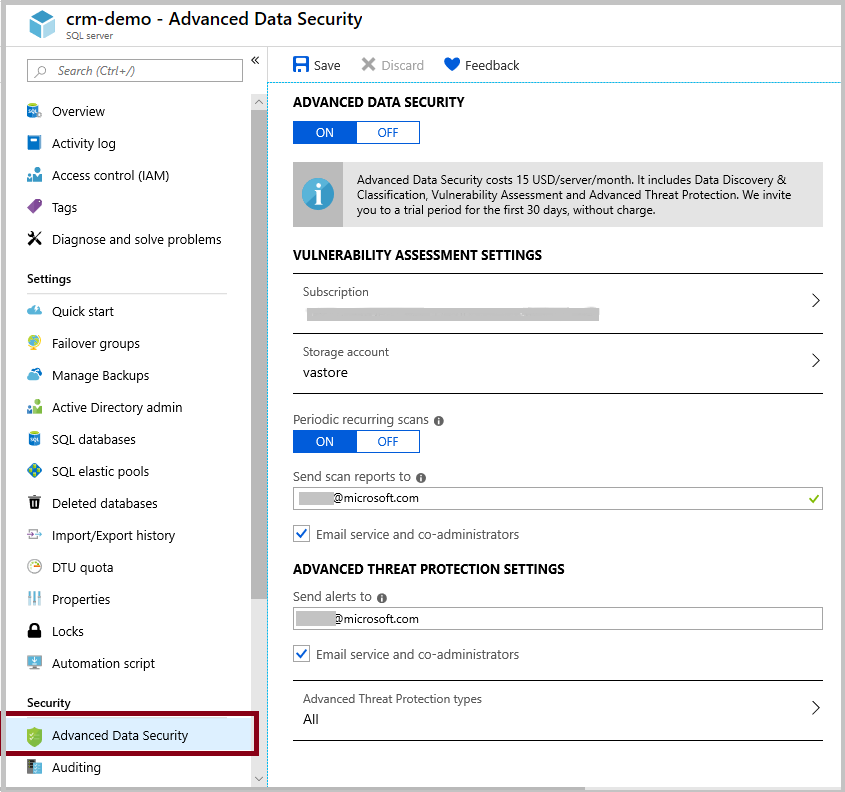 crm-demo - Advanced Data Security
SQL server
Search (Ctrl+/)
«
Overview
Activity log
Access control (IAM)
Tags
Diagnose and solve problems
Settings
Quick start
Failover groups
Manage Backups
Active Directory admin
SQL databases
SQL elastic pools
Deleted databases
Import/Export history
DTU quota
Properties
Locks
Automation script
Security
Advanced Data Security
Auditing
Save
Discard
Feedback
ADVANCED DATA SECURITY
ON OFF
Advanced Data Security costs 15 USD/server/month. It includes Data Discovery &
Classification, Vulnerability Assessment and Advanced Threat Protection. We invite
you to a trial period for the first 30 days, without charge.
VULNERABILITY ASSESSMENT SETTINGS
Subscription
Storage account
vastore
Periodic recurring scans
ON OFF
Send scan reports to
@microsoft.com
Email service and co-administrators
ADVANCED THREAT PROTECTION SETTINGS
Send alerts to
@microsoft.com
Email service and co-administrators
Advanced Threat Protection types
All